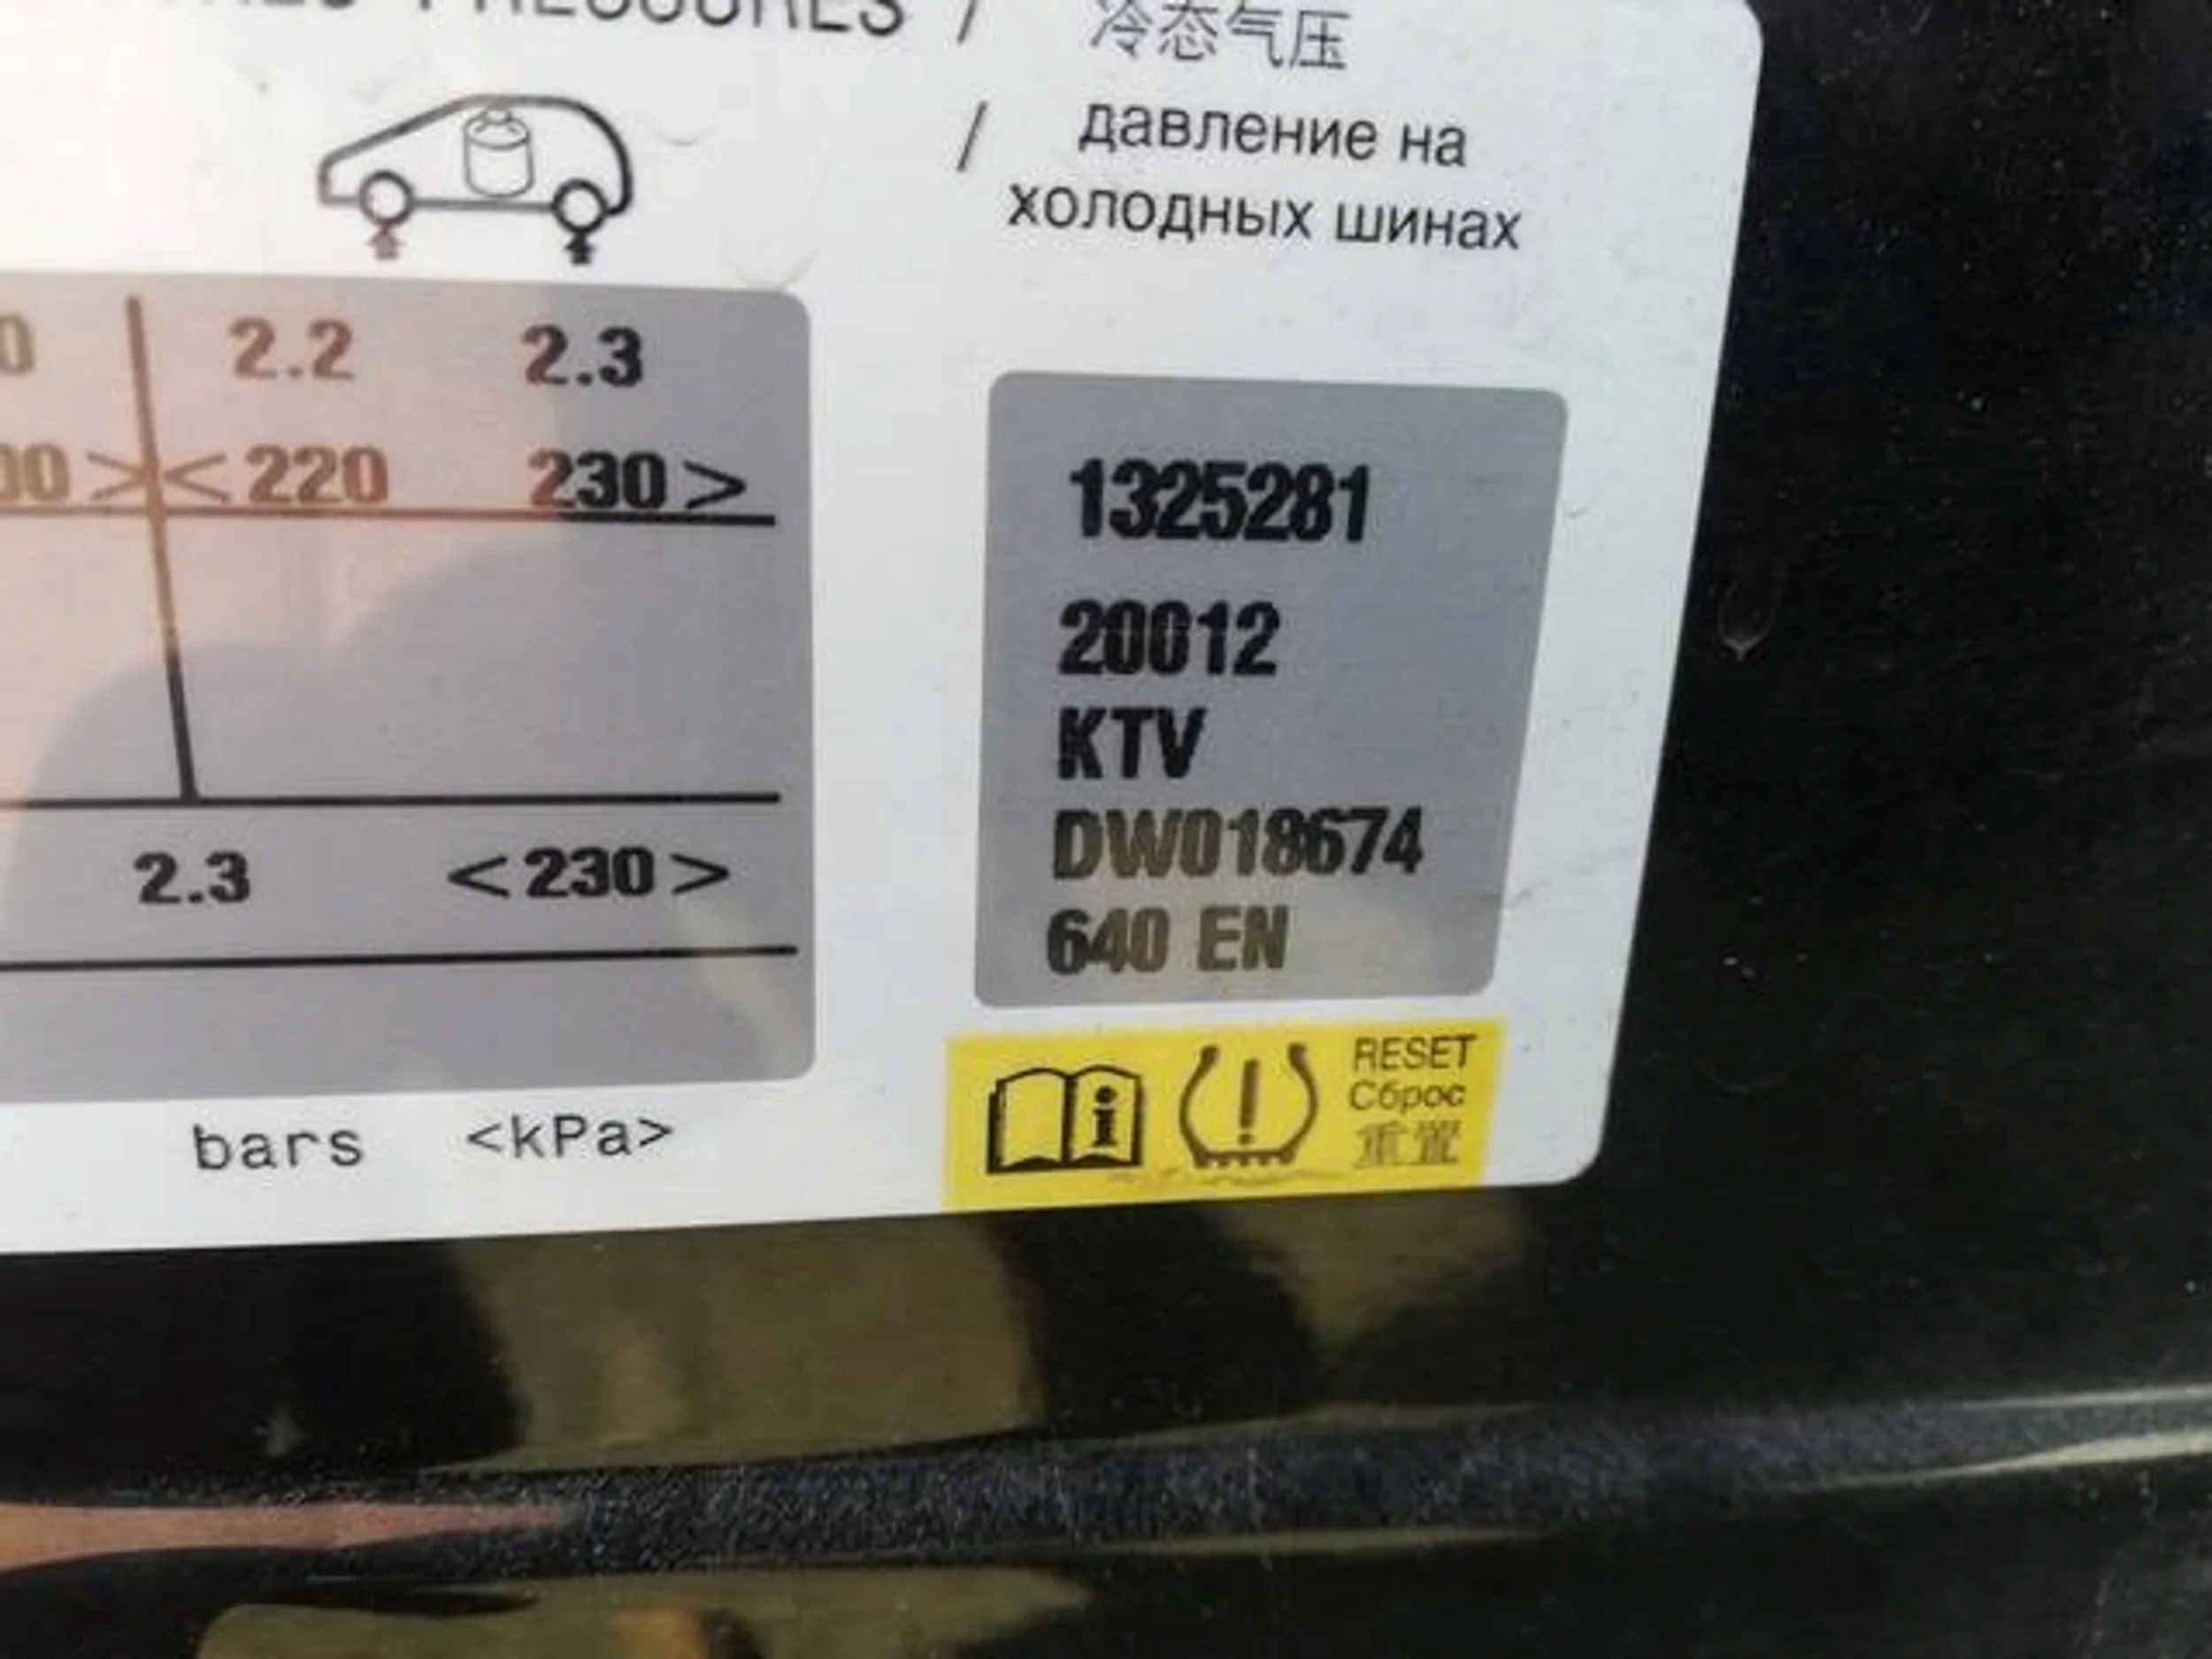 PRESSURES / 冷态气压
/ давление на
холодных шинах
2.2 2.3
> <220 230>
2.3 <230>
bars <kPa>
1325281
20012
KTV
DW018674
640 EN
RESET
Сброс
重置